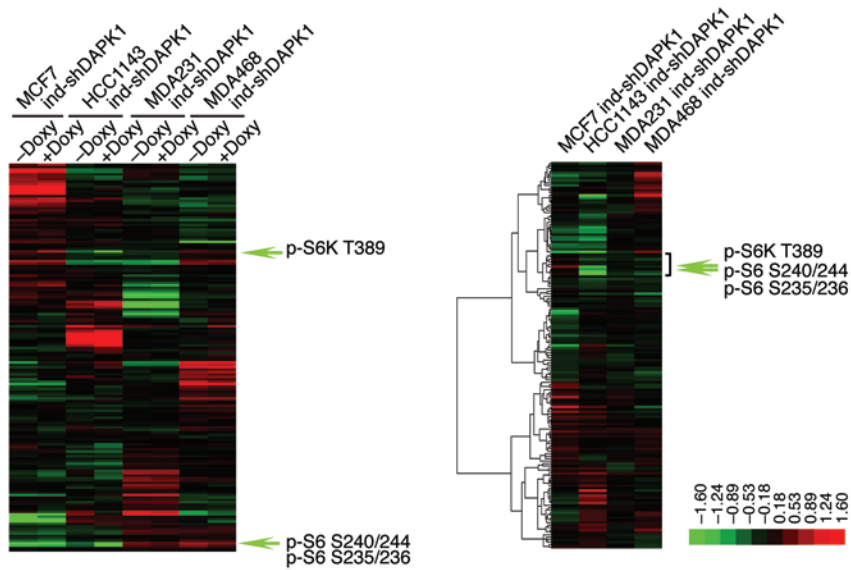 MCF7
ind-shDAPK1
HCC1143
ind-shDAPK1
MDA231
ind-shDAPK1
MDA468
ind-shDAPK1
–Doxy
+Doxy
–Doxy
+Doxy
–Doxy
+Doxy
–Doxy
+Doxy
p-S6K T389
p-S6 S240/244
p-S6 S235/236
MCF7 ind-shDAPK1
HCC1143 ind-shDAPK1
MDA231 ind-shDAPK1
MDA468 ind-shDAPK1
p-S6K T389
p-S6 S240/244
p-S6 S235/236
–1.60
–1.24
–0.89
–0.53
–0.18
0.18
0.53
0.89
1.24
1.60